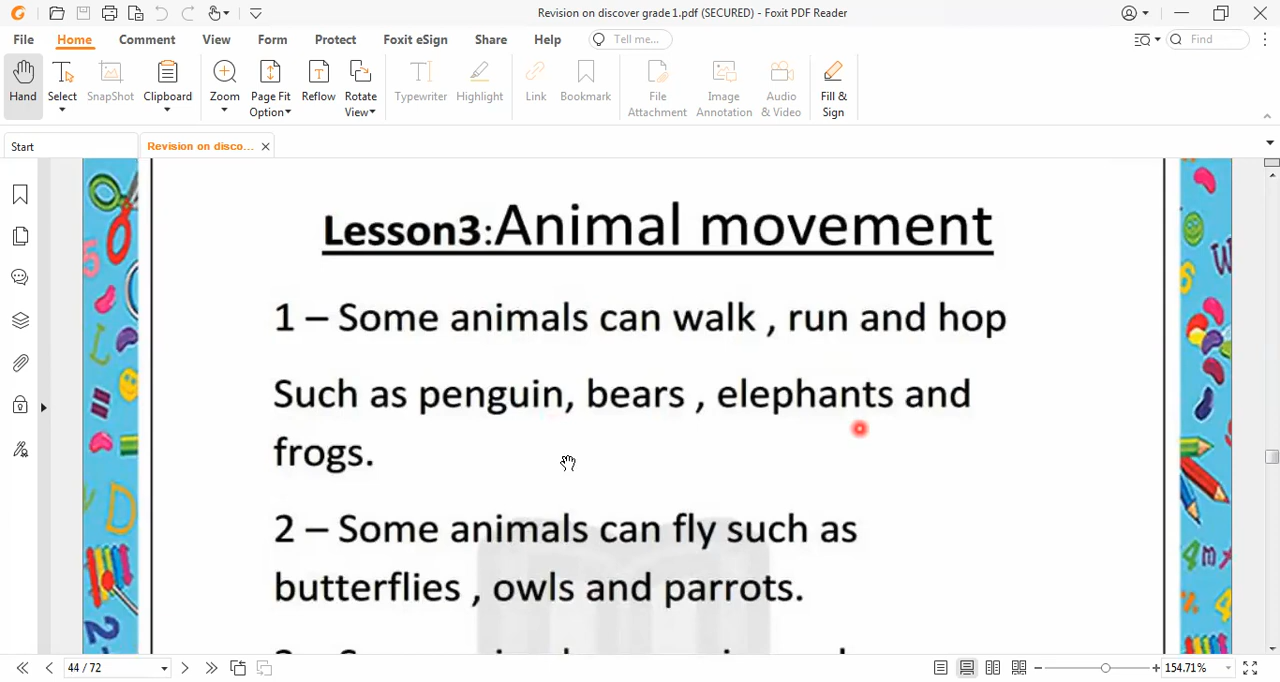 Revision on discover grade1.pdf (SECURED) - Foxit PDF Reader
File Home Comment View Form Protect Foxit eSign Share Help Tell me... Find
Hand Select SnapShot Clipboard Zoom Page Fit Option Reflow Rotate View Typewriter Highlight Link Bookmark File Attachment Image Annotation Audio & Video Fill & Sign
Start Revision on disco...
Lesson3:Animal movement
1 – Some animals can walk , run and hop
Such as penguin, bears , elephants and
frogs.
2 – Some animals can fly such as
butterflies , owls and parrots.
44 / 72 154.71%